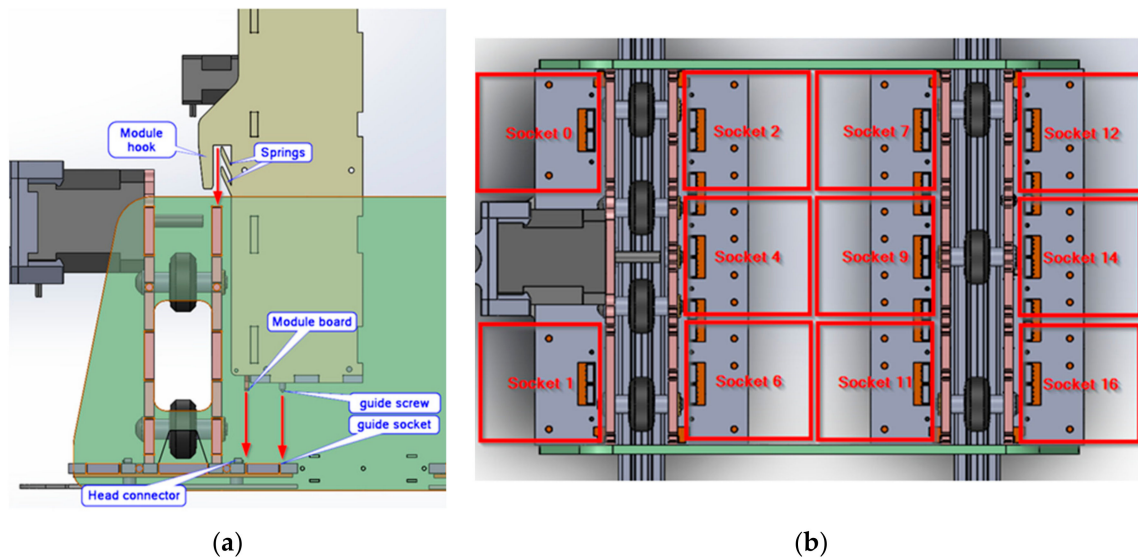 Module
hook
Springs
Module board
guide screw
guide socket
Head connector
Socket 0
Socket 2
Socket 7
Socket 12
Socket 4
Socket 9
Socket 14
Socket 1
Socket 6
Socket 11
Socket 16
(a)
(b)